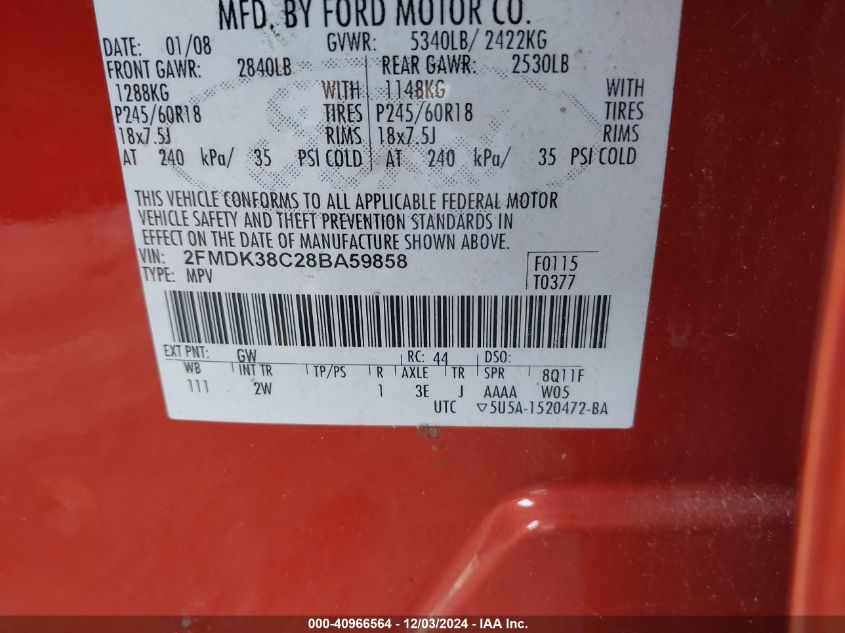 MFD. BY FORD MOTOR CO.
DATE: 01/08 GVWR: 5340LB/ 2422KG
FRONT GAWR: 2840LB REAR GAWR: 2530LB
1288KG WITH 1148KG WITH
P245/60R18 TIRES P245/60R18 TIRES
18x7.5J RIMS 18x7.5J RIMS
AT 240 kPa/ 35 PSI COLD AT 240 kPa/ 35 PSI COLD
THIS VEHICLE CONFORMS TO ALL APPLICABLE FEDERAL MOTOR
VEHICLE SAFETY AND THEFT PREVENTION STANDARDS IN
EFFECT ON THE DATE OF MANUFACTURE SHOWN ABOVE.
VIN: 2FMDK38C28BA59858 F0115
TYPE: MPV T0377
EXT PNT: GW RC: 44 DSO:
WB INT TR TP/PS R AXLE TR SPR 8Q11F
111 2W 1 3E J AAAA W05
UTC ▽5U5A-1520472-BA
000-40966564 - 12/03/2024 - IAA Inc.